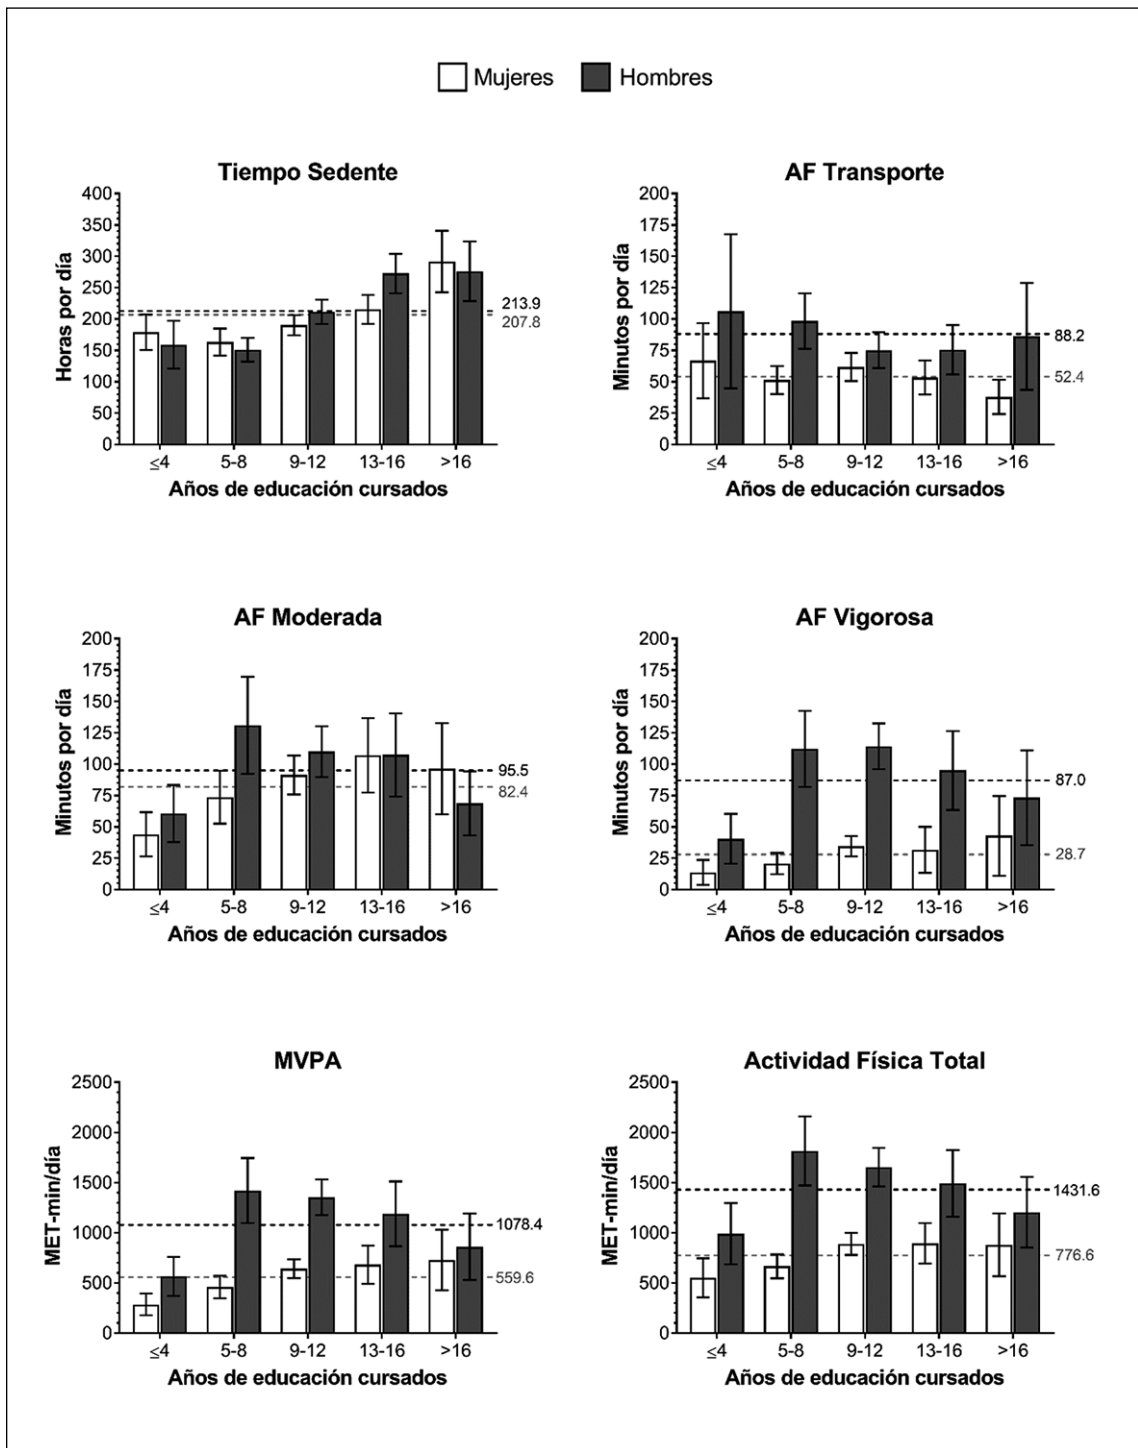 Mujeres Hombres
Tiempo Sedente
Horas por día
400
350
300
250
200
150
100
50
0
213.9
207.8
≤4 5-8 9-12 13-16 >16
Años de educación cursados
AF Transporte
Minutos por día
200
175
150
125
100
75
50
25
0
88.2
52.4
≤4 5-8 9-12 13-16 >16
Años de educación cursados
AF Moderada
Minutos por día
200
175
150
125
100
75
50
25
0
95.5
82.4
≤4 5-8 9-12 13-16 >16
Años de educación cursados
AF Vigorosa
Minutos por día
200
175
150
125
100
75
50
25
0
87.0
28.7
≤4 5-8 9-12 13-16 >16
Años de educación cursados
MVPA
MET-min/día
2500
2000
1500
1000
500
0
1078.4
559.6
≤4 5-8 9-12 13-16 >16
Años de educación cursados
Actividad Física Total
MET-min/día
2500
2000
1500
1000
500
0
1431.6
776.6
≤4 5-8 9-12 13-16 >16
Años de educación cursados